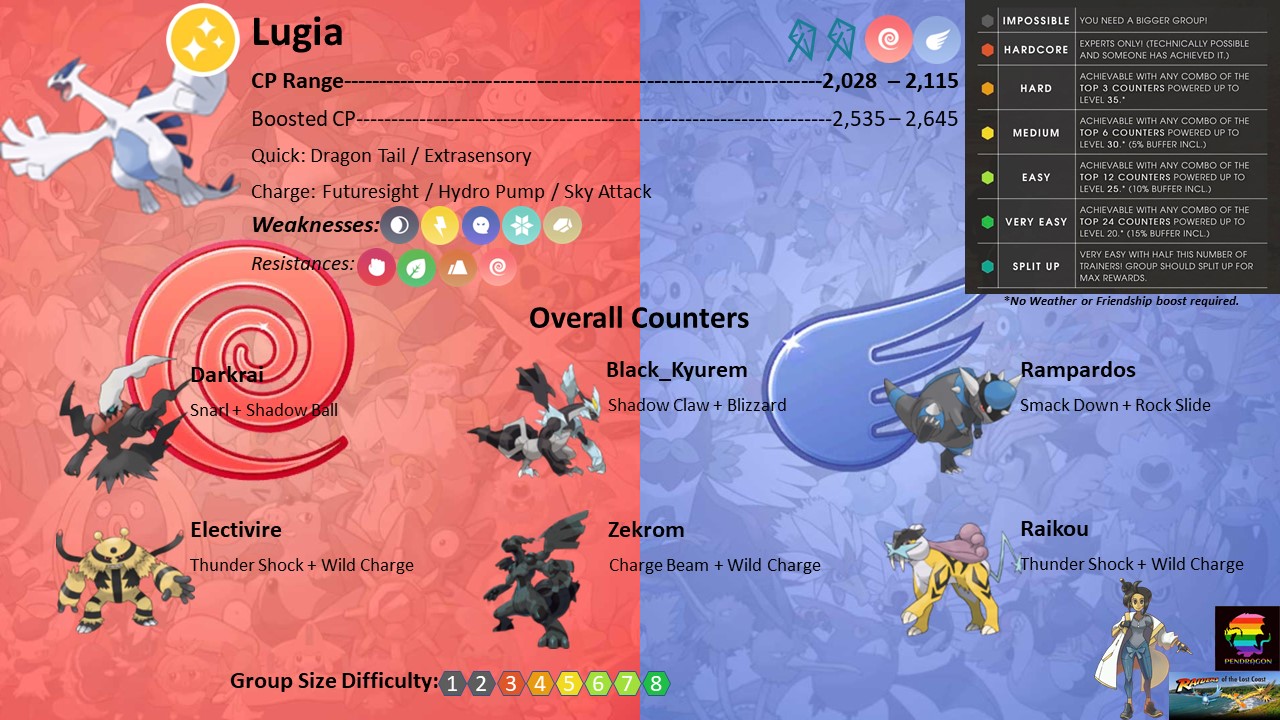 Lugia
CP Range--------------------------------------------------------------------2,028 – 2,115
Boosted CP--------------------------------------------------------------------2,535 – 2,645
Quick: Dragon Tail / Extrasensory
Charge: Futuresight / Hydro Pump / Sky Attack
Weaknesses:
Resistances:
IMPOSSIBLE YOU NEED A BIGGER GROUP!
HARDCORE EXPERTS ONLY! (TECHNICALLY POSSIBLE
AND SOMEONE HAS ACHIEVED IT.)
HARD ACHIEVABLE WITH ANY COMBO OF THE
TOP 3 COUNTERS POWERED UP TO
LEVEL 35.*
MEDIUM ACHIEVABLE WITH ANY COMBO OF THE
TOP 6 COUNTERS POWERED UP TO
LEVEL 30.* (5% BUFFER INCL.)
EASY ACHIEVABLE WITH ANY COMBO OF THE
TOP 12 COUNTERS POWERED UP TO
LEVEL 25.* (10% BUFFER INCL.)
VERY EASY ACHIEVABLE WITH ANY COMBO OF THE
TOP 24 COUNTERS POWERED UP TO
LEVEL 20.* (15% BUFFER INCL.)
SPLIT UP VERY EASY WITH HALF THIS NUMBER OF
TRAINERS! GROUP SHOULD SPLIT UP FOR
MAX REWARDS.
*No Weather or Friendship boost required.
Overall Counters
Darkrai
Snarl + Shadow Ball
Black_Kyurem
Shadow Claw + Blizzard
Rampardos
Smack Down + Rock Slide
Electivire
Thunder Shock + Wild Charge
Zekrom
Charge Beam + Wild Charge
Raikou
Thunder Shock + Wild Charge
Group Size Difficulty: 1 2 3 4 5 6 7 8
PENDRAGON
RAIDERS of the Lost Coast